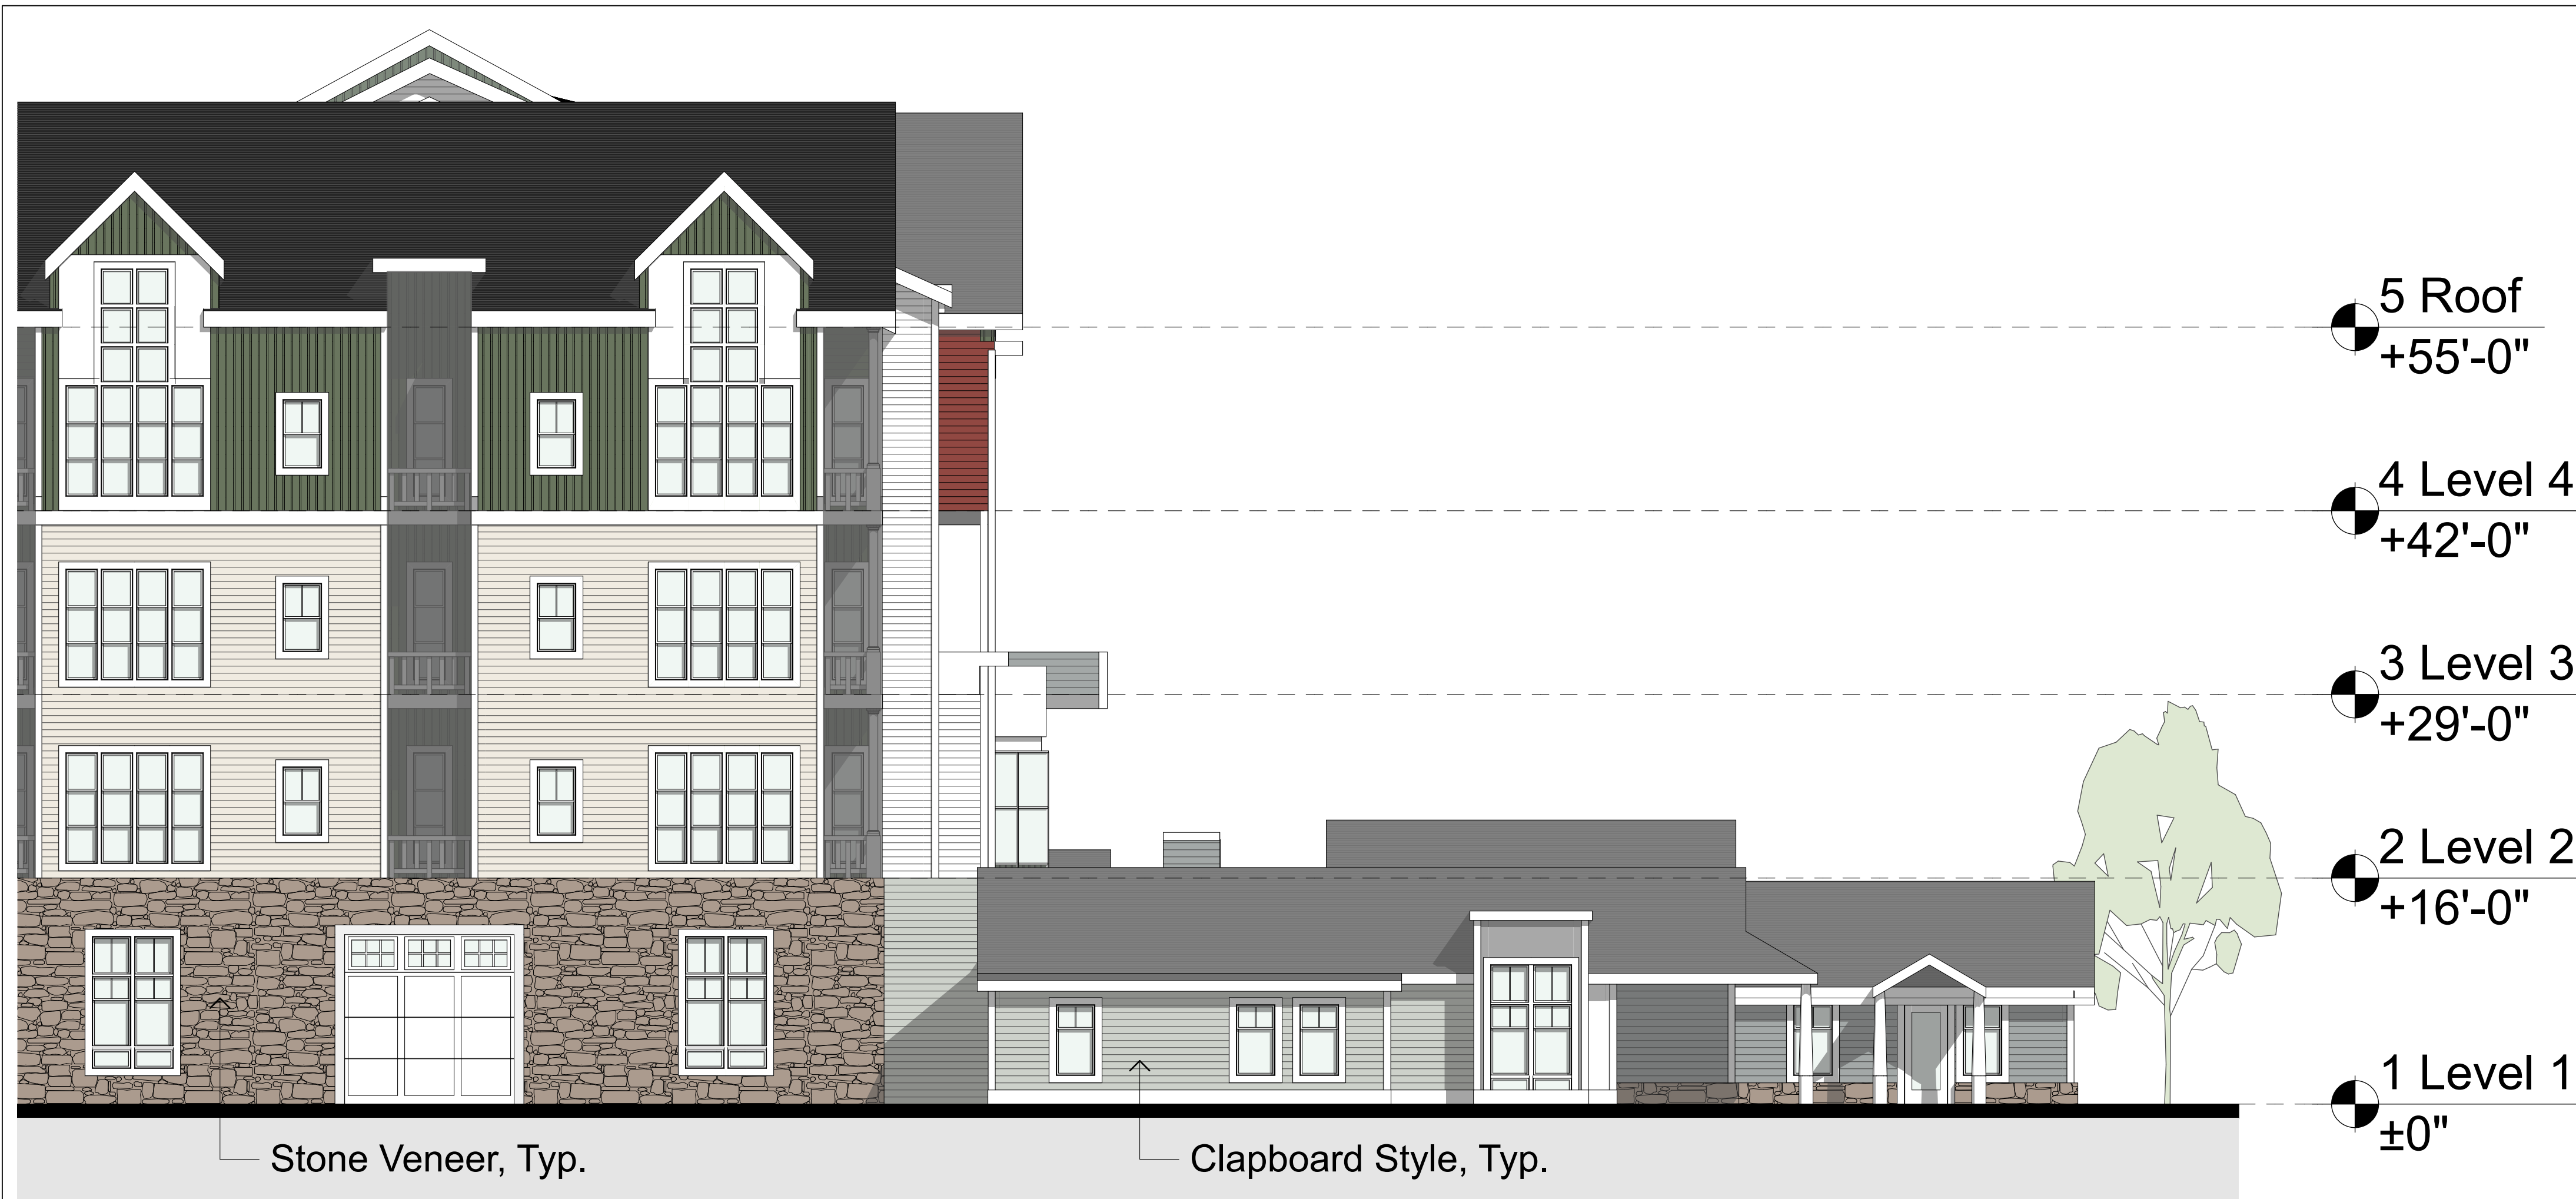 5 Roof
+55'-0"
4 Level 4
+42'-0"
3 Level 3
+29'-0"
2 Level 2
+16'-0"
1 Level 1
±0"
Stone Veneer, Typ.
Clapboard Style, Typ.